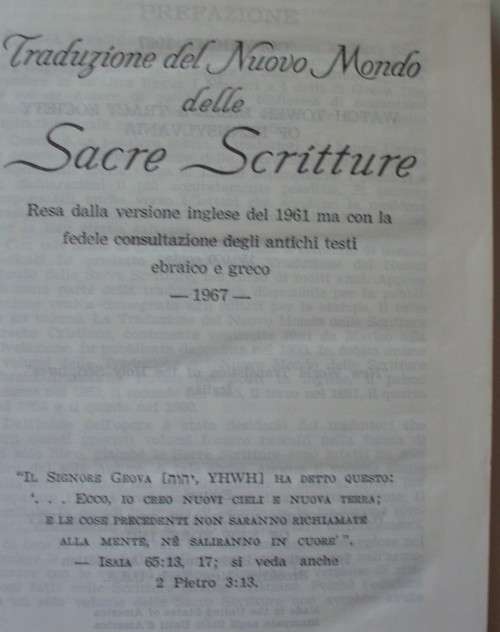 Traduzione del Nuovo Mondo
delle
Sacre Scritture
Resa dalla versione inglese del 1961 ma con la
fedele consultazione degli antichi testi
ebraico e greco
— 1967 —
"IL SIGNORE GEOVA [יהוה, YHWH] HA DETTO QUESTO:
'. . . ECCO, IO CREO NUOVI CIELI E NUOVA TERRA;
E LE COSE PRECEDENTI NON SARANNO RICHIAMATE
ALLA MENTE, NÈ SALIRANNO IN CUORE' ".
— ISAIA 65:13, 17; si veda anche
2 Pietro 3:13.